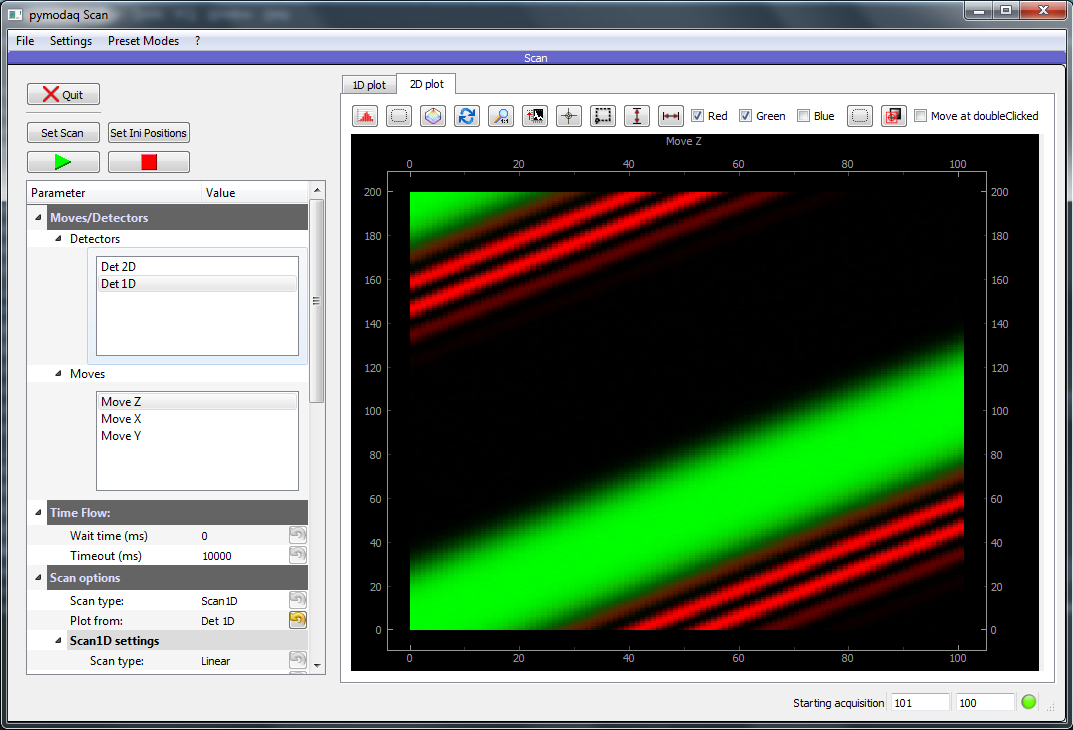 pymodaq Scan
File Settings Preset Modes ?
Scan
Quit
Set Scan Set Ini Positions
Parameter Value
Moves/Detectors
Detectors
Det 2D
Det 1D
Moves
Move Z
Move X
Move Y
Time Flow:
Wait time (ms) 0
Timeout (ms) 10000
Scan options
Scan type: Scan1D
Plot from: Det 1D
Scan1D settings
Scan type: Linear
1D plot 2D plot
1:1 Red Green Blue Move at doubleClicked
Move Z
0 20 40 60 80 100
200 200
180 180
160 160
140 140
120 120
100 100
80 80
60 60
40 40
20 20
0 0
0 20 40 60 80 100
Starting acquisition 101 100